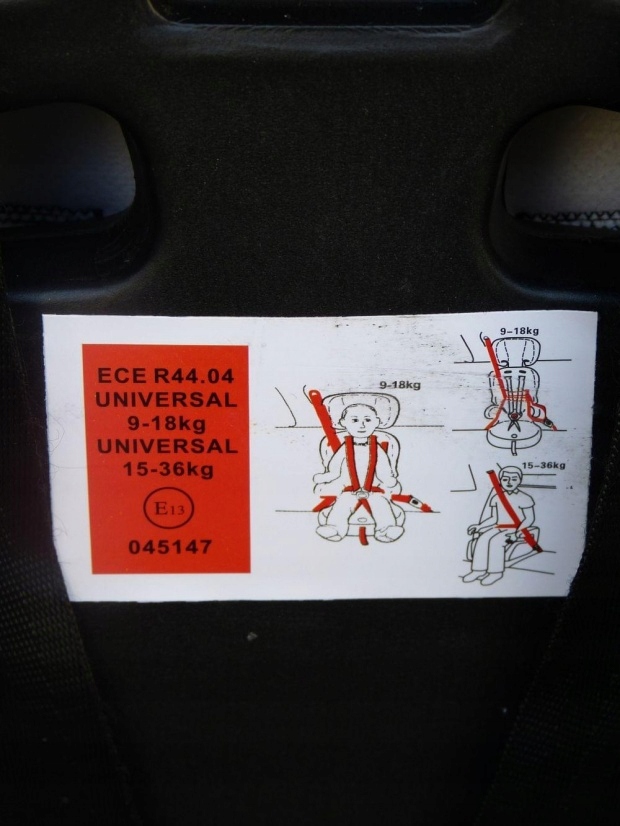 ECE R44.04
UNIVERSAL
9-18kg
UNIVERSAL
15-36kg
E13
045147
9-18kg
9-18kg
15-36kg